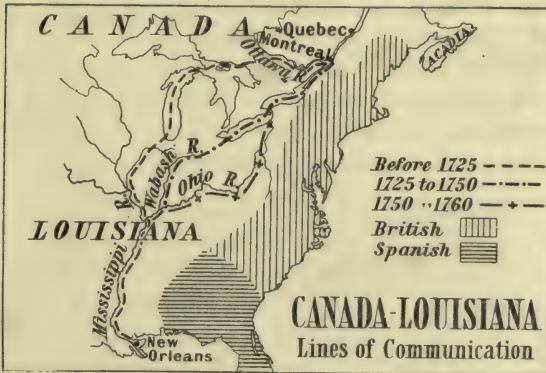 CANADA
Quebec
Montreal
Ottawa R.
ACADIA
Wabash R.
Ohio R.
R.
LOUISIANA
Mississippi
New
Orleans
Before 1725
1725 to 1750
1750 " 1760
British
Spanish
CANADA-LOUISIANA
Lines of Communication